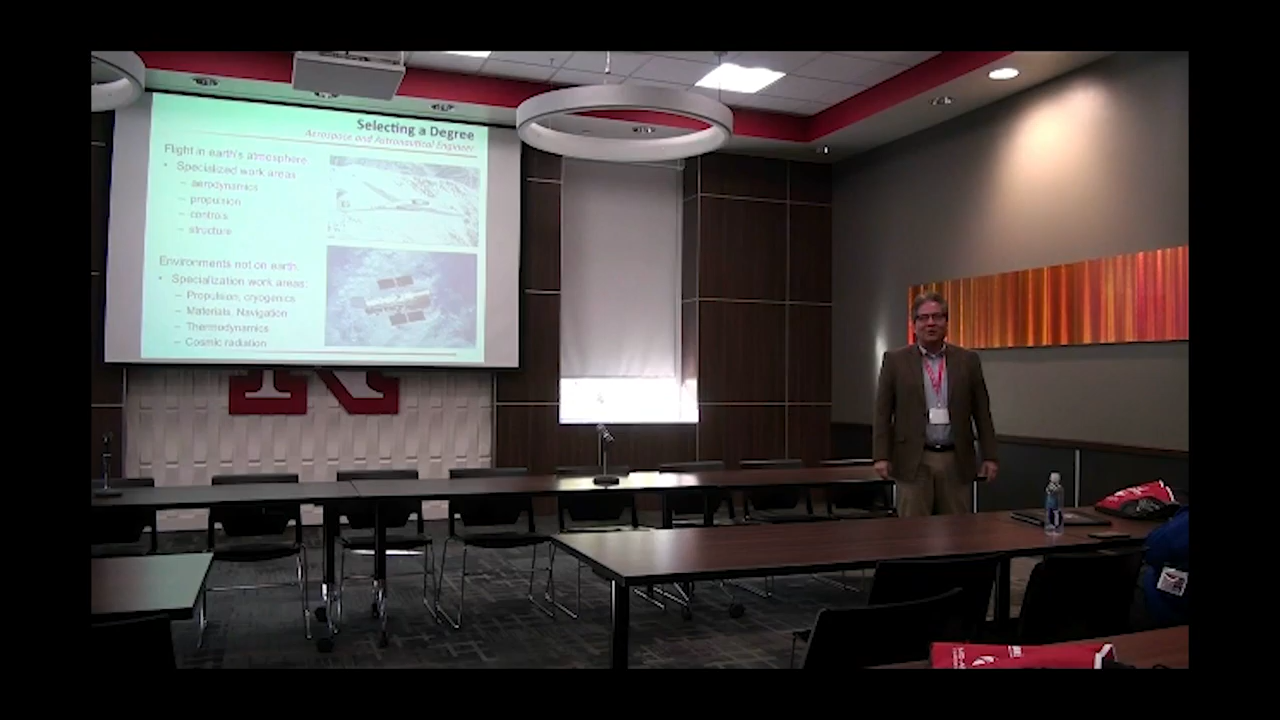 Selecting a Degree
Aerospace and Astronautical Engineer
Flight in earth's atmosphere
• Specialized work areas
– aerodynamics
– propulsion
– controls
– structure
Environments not on earth.
• Specialization work areas:
– Propulsion, cryogenics
– Materials, Navigation
– Thermodynamics
– Cosmic radiation